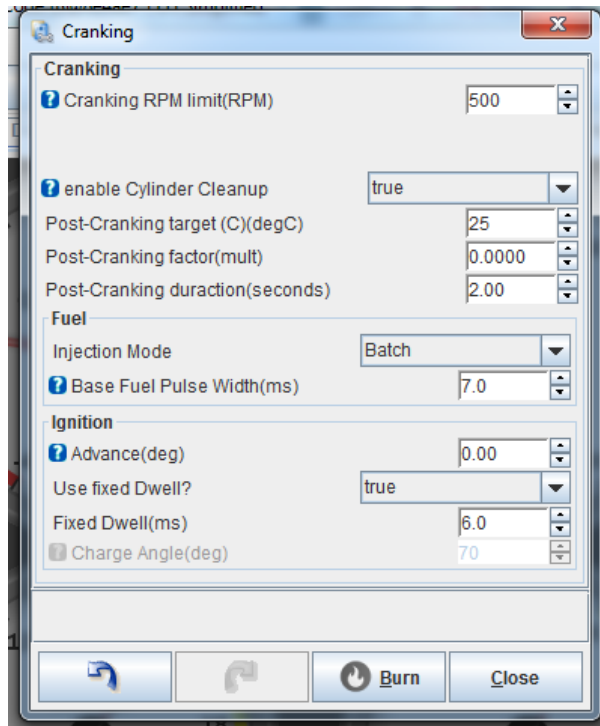 Cranking
Cranking
Cranking RPM limit(RPM) 500
enable Cylinder Cleanup true
Post-Cranking target (C)(degC) 25
Post-Cranking factor(mult) 0.0000
Post-Cranking duraction(seconds) 2.00
Fuel
Injection Mode Batch
Base Fuel Pulse Width(ms) 7.0
Ignition
Advance(deg) 0.00
Use fixed Dwell? true
Fixed Dwell(ms) 6.0
Charge Angle(deg) 70
Burn Close